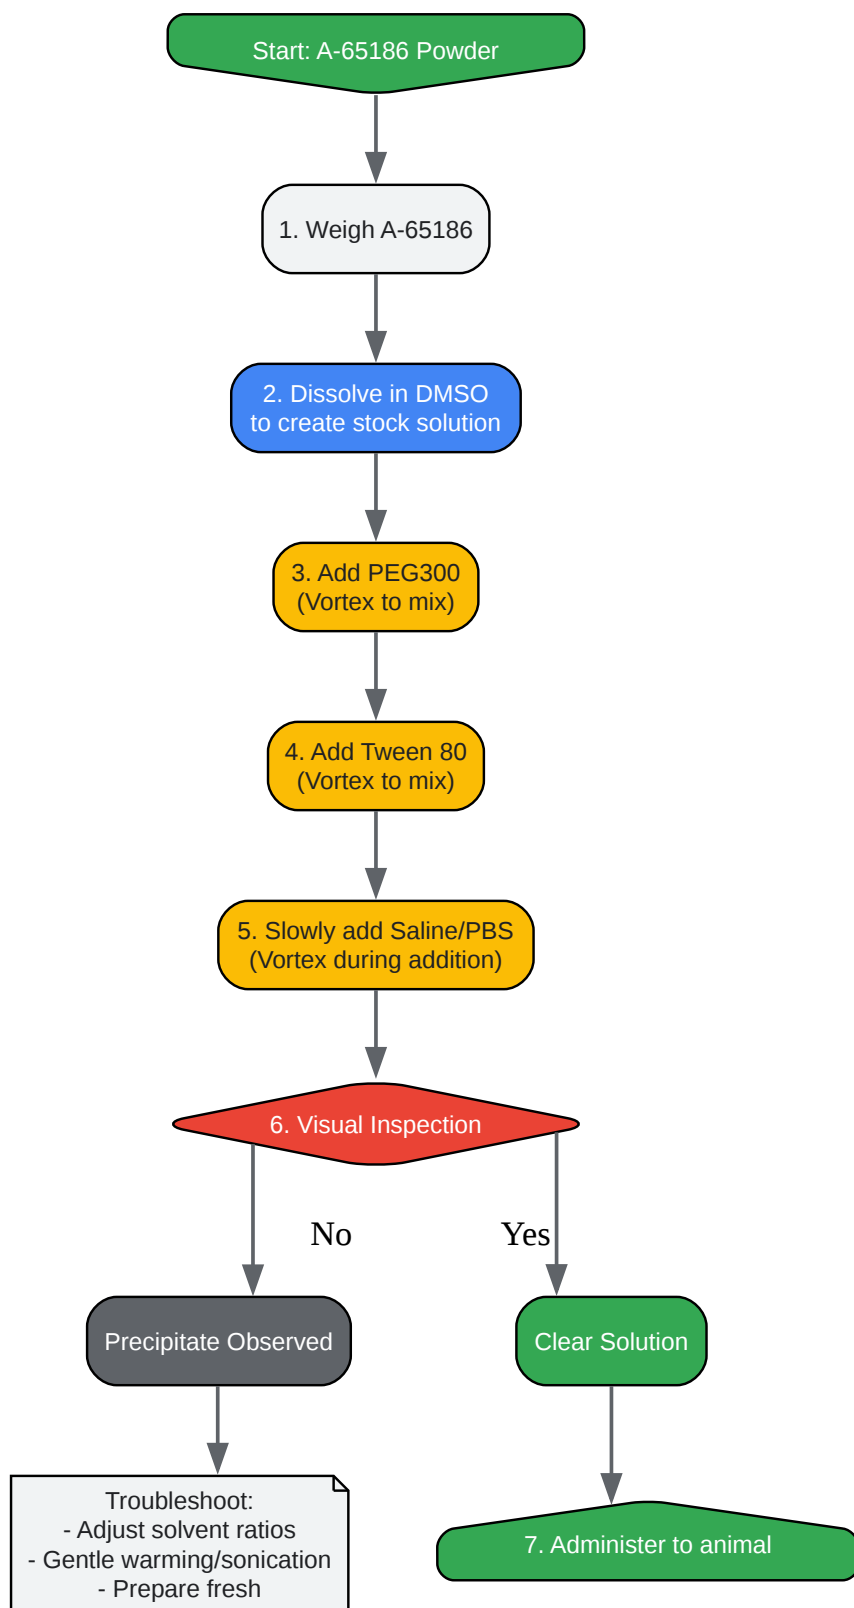 Start: A-65186 Powder
1. Weigh A-65186
2. Dissolve in DMSO
to create stock solution
3. Add PEG300
(Vortex to mix)
4. Add Tween 80
(Vortex to mix)
5. Slowly add Saline/PBS
(Vortex during addition)
6. Visual Inspection
No
Yes
Precipitate Observed
Clear Solution
Troubleshoot:
- Adjust solvent ratios
- Gentle warming/sonication
- Prepare fresh
7. Administer to animal